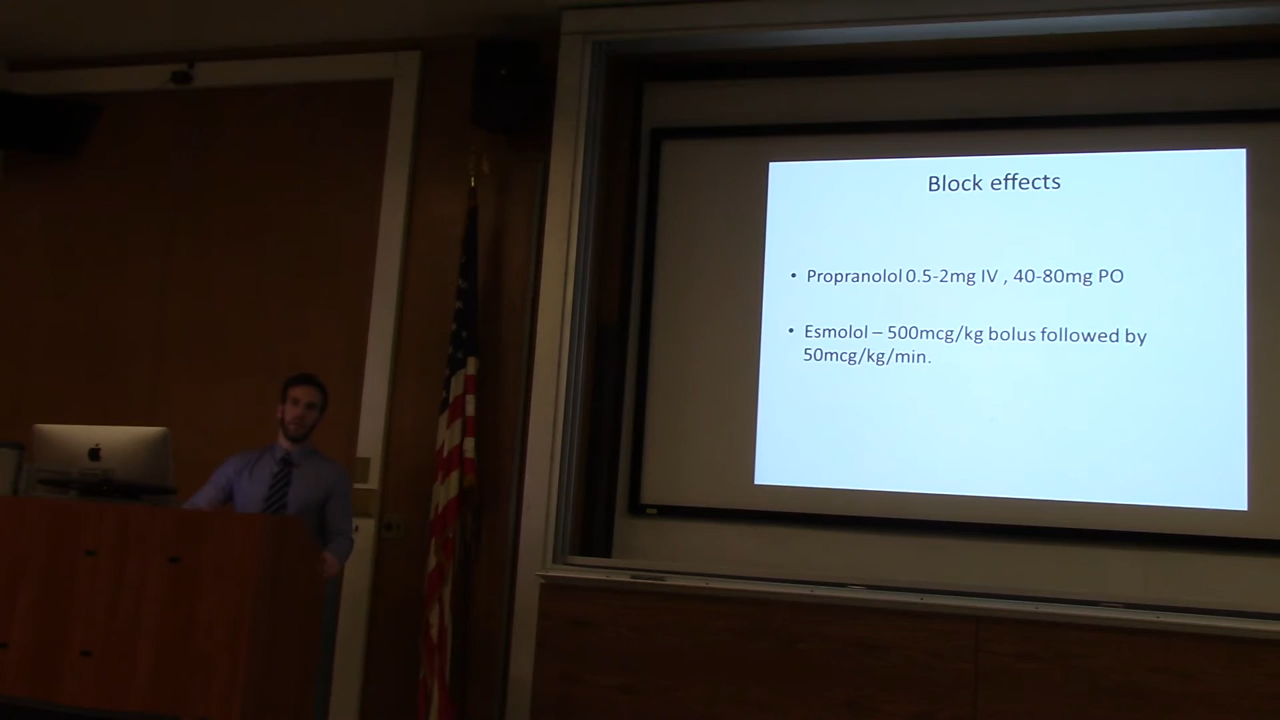 Block effects
• Propranolol 0.5-2mg IV , 40-80mg PO
• Esmolol – 500mcg/kg bolus followed by
50mcg/kg/min.